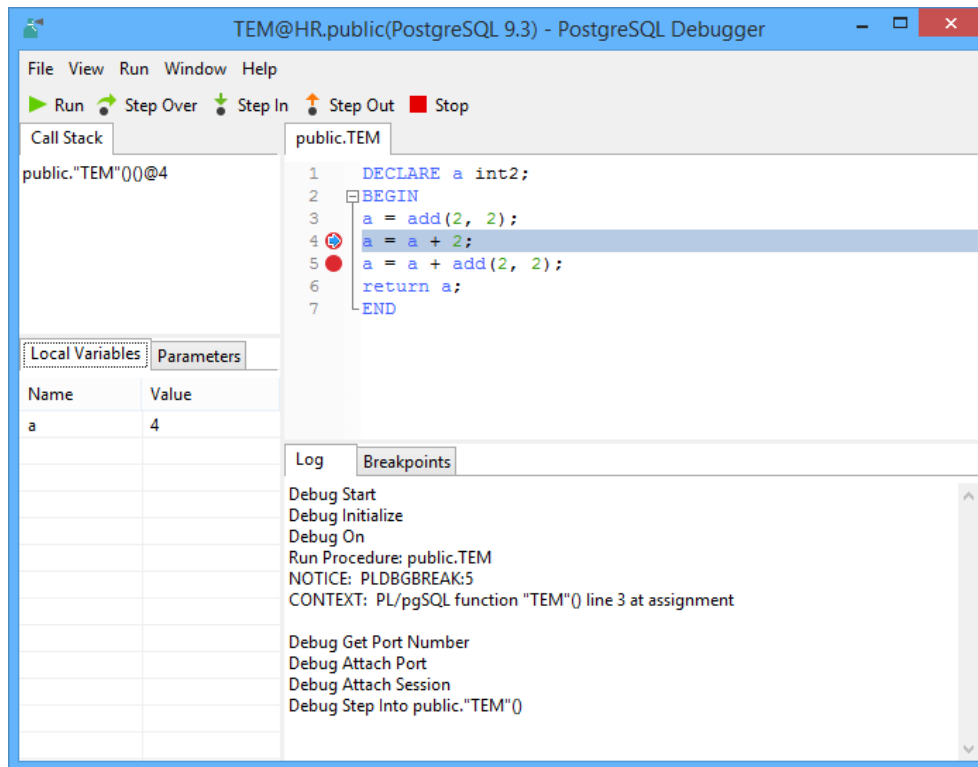 TEM@HR.public(PostgreSQL 9.3) - PostgreSQL Debugger
File View Run Window Help
Run Step Over Step In Step Out Stop
Call Stack
public."TEM"()()@4
Local Variables Parameters
Name Value
a 4
public.TEM
1 DECLARE a int2;
2 BEGIN
3 a = add(2, 2);
4 a = a + 2;
5 a = a + add(2, 2);
6 return a;
7 END
Log Breakpoints
Debug Start
Debug Initialize
Debug On
Run Procedure: public.TEM
NOTICE: PLDBGBREAK:5
CONTEXT: PL/pgSQL function "TEM"() line 3 at assignment
Debug Get Port Number
Debug Attach Port
Debug Attach Session
Debug Step Into public."TEM"()